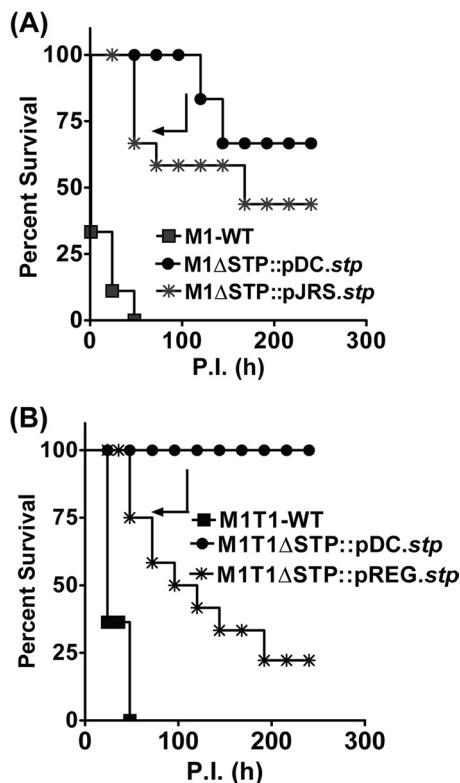 (A)
100
75
50
25
0
Percent Survival
M1-WT
M1ΔSTP::pDC.stp
M1ΔSTP::pJRS.stp
0 100 200 300
P.I. (h)
(B)
100
75
50
25
0
Percent Survival
M1T1-WT
M1T1ΔSTP::pDC.stp
M1T1ΔSTP::pREG.stp
0 100 200 300
P.I. (h)